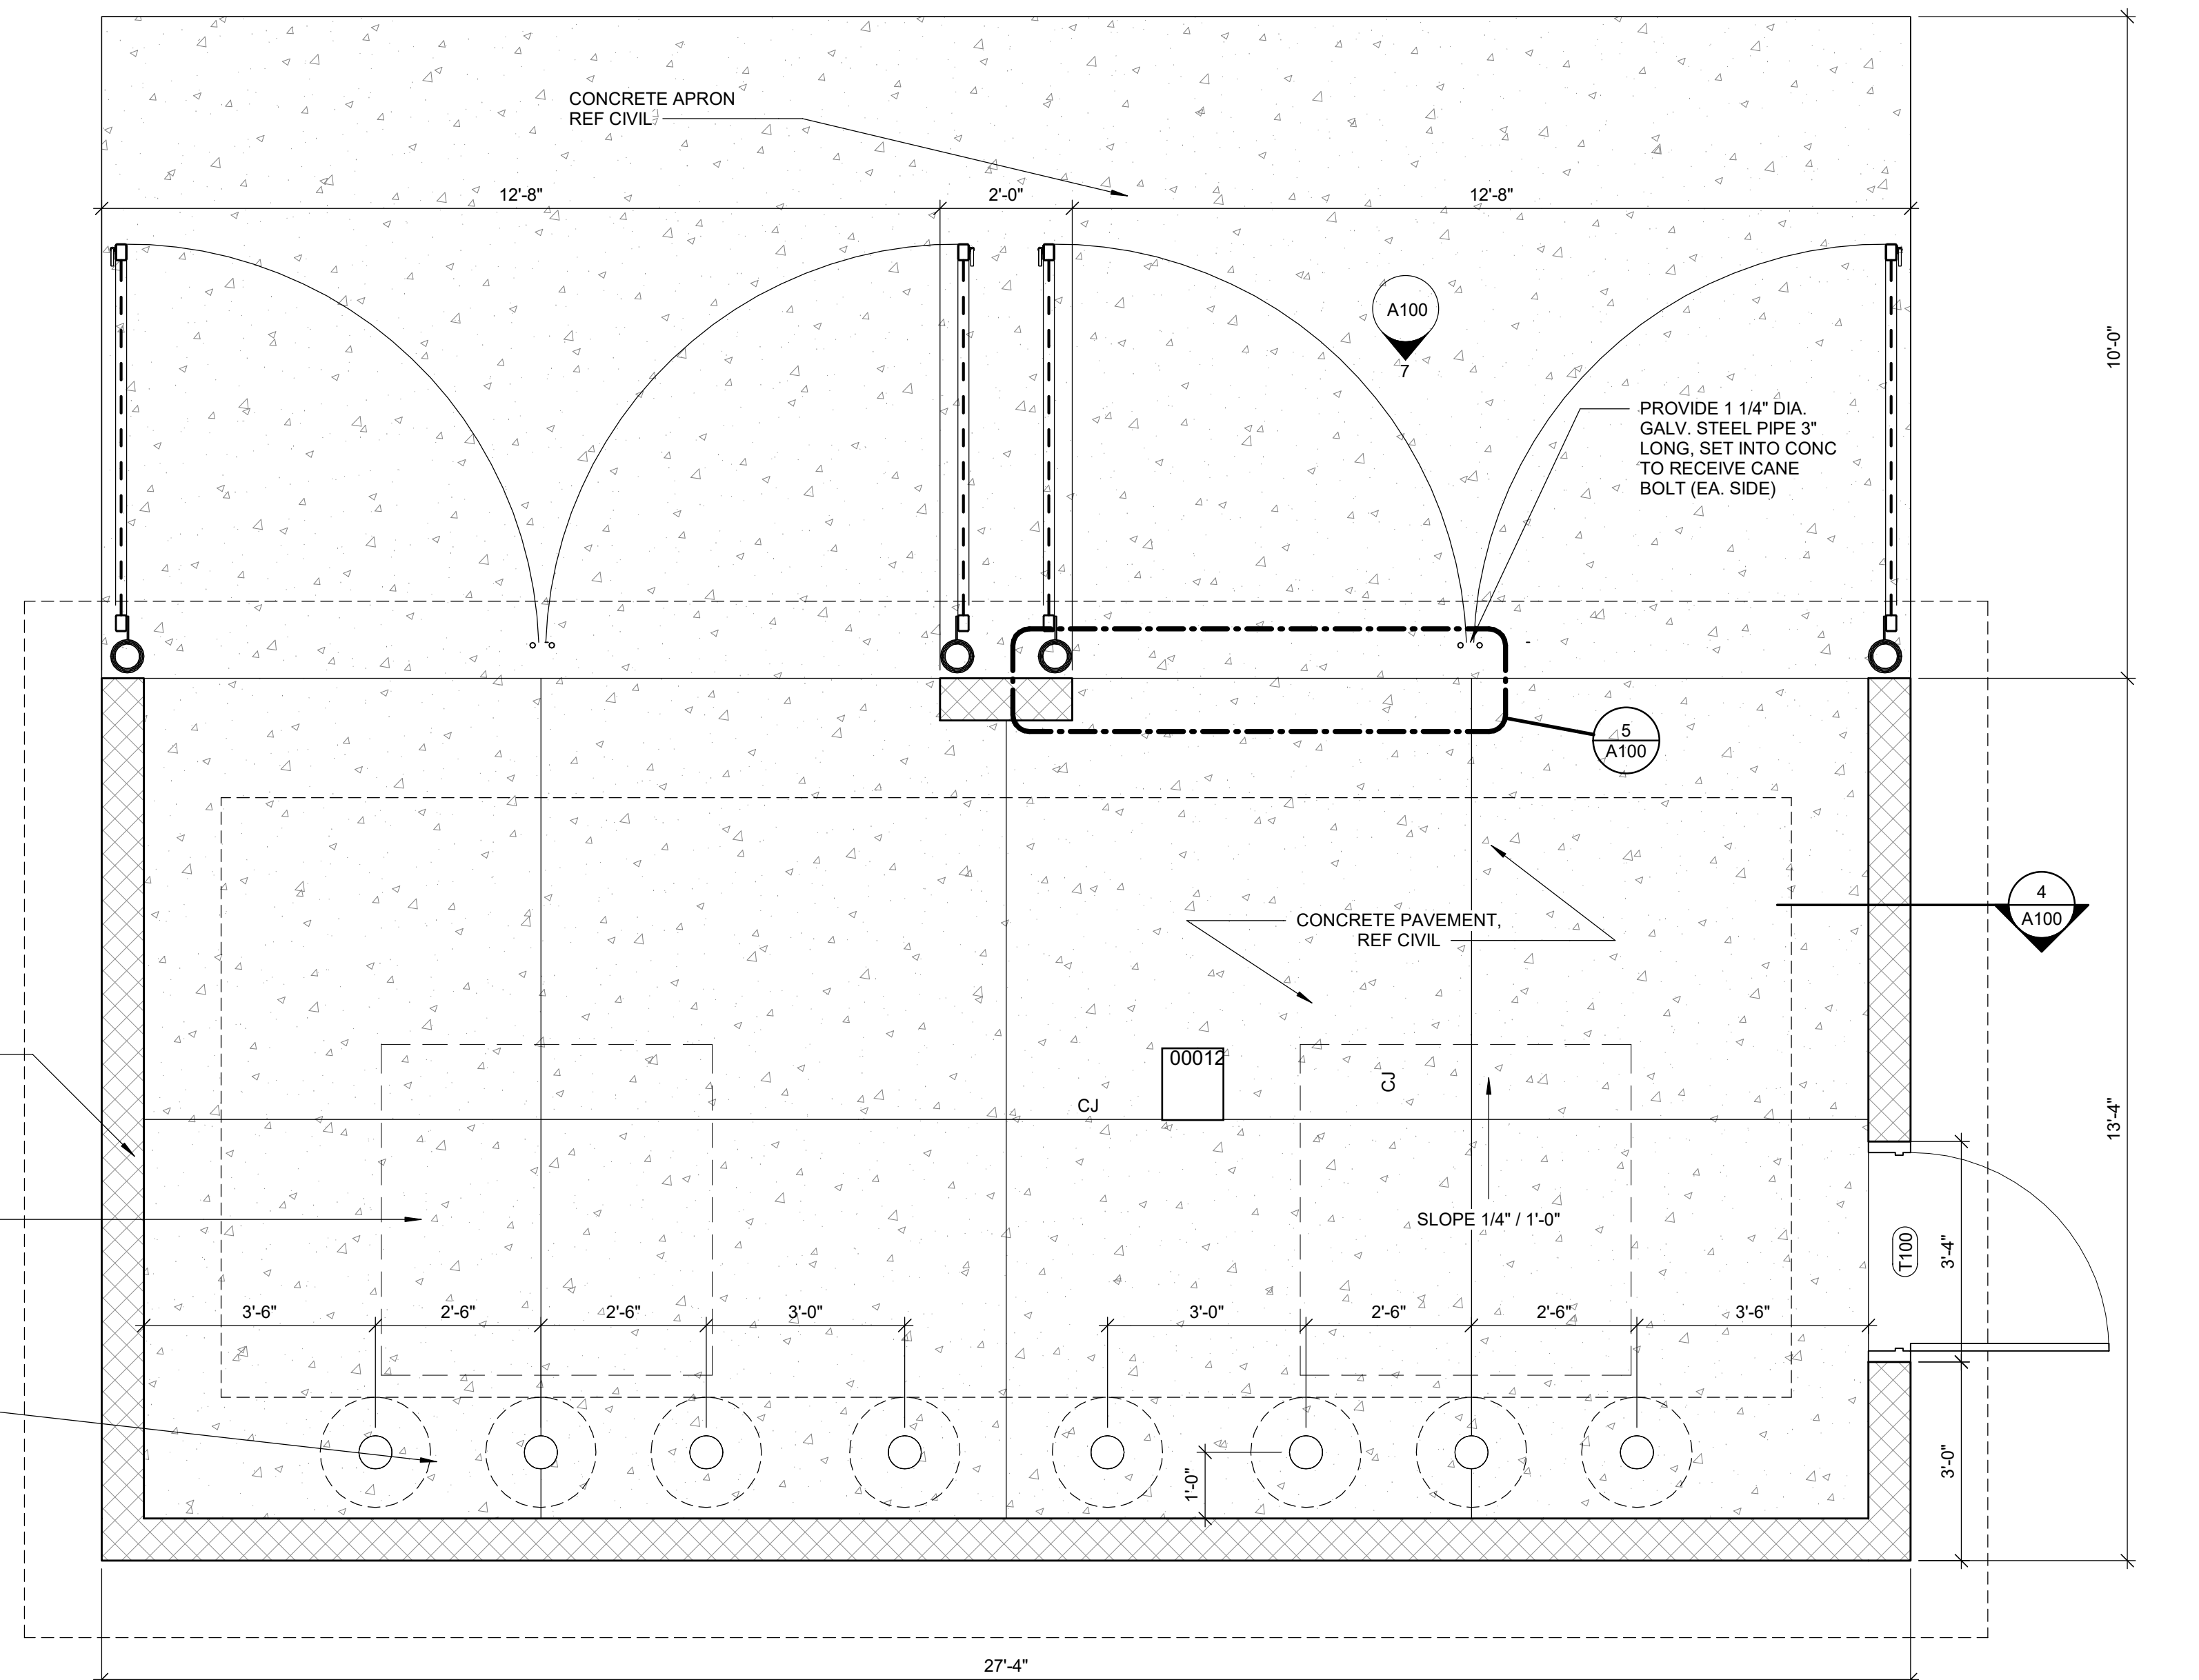 CONCRETE APRON
REF CIVIL
12'-8"
2'-0"
12'-8"
A100
7
10'-0"
PROVIDE 1 1/4" DIA.
GALV. STEEL PIPE 3"
LONG, SET INTO CONC
TO RECEIVE CANE
BOLT (EA. SIDE)
5
A100
4
A100
CONCRETE PAVEMENT,
REF CIVIL
00012
CJ
CJ
13'-4"
SLOPE 1/4" / 1'-0"
T100
3'-4"
3'-6"
2'-6"
2'-6"
3'-0"
3'-0"
2'-6"
2'-6"
3'-6"
1'-0"
3'-0"
27'-4"